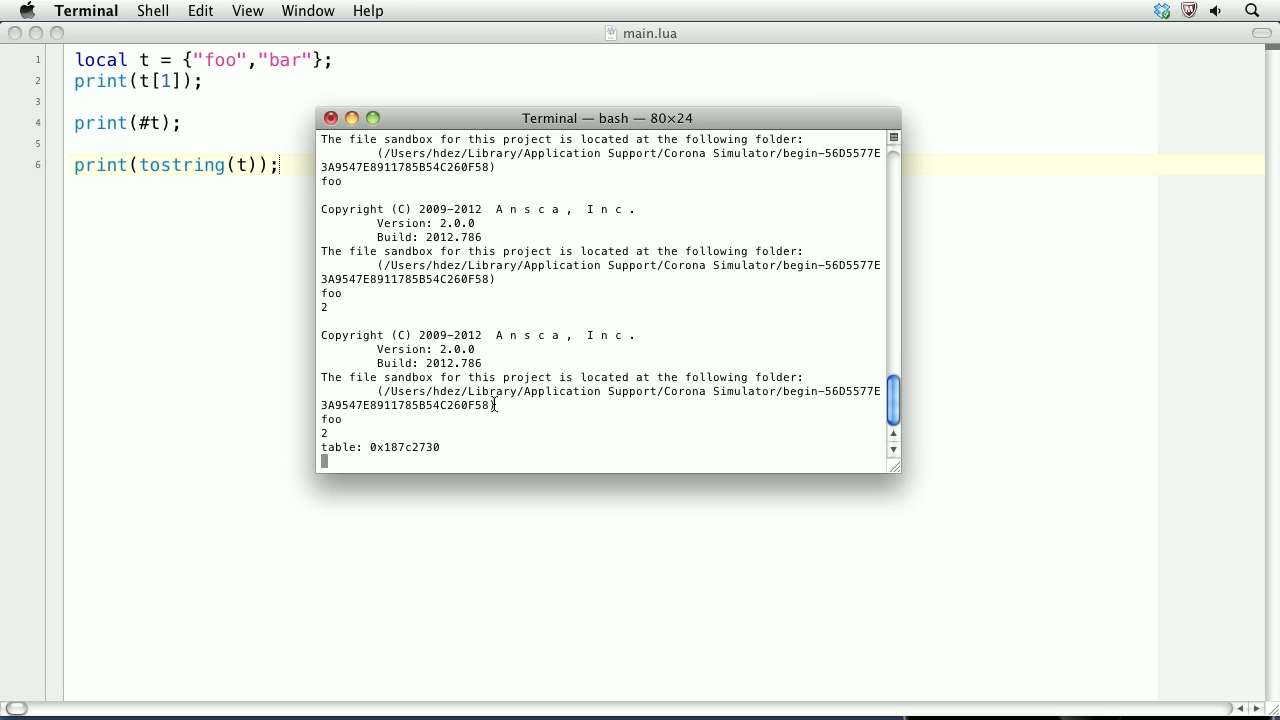 Terminal Shell Edit View Window Help
main.lua
1 local t = {"foo","bar"};
2 print(t[1]);
3
4 print(#t);
5
6 print(tostring(t));
Terminal — bash — 80×24
The file sandbox for this project is located at the following folder:
(/Users/hdez/Library/Application Support/Corona Simulator/begin-56D5577E
3A9547E8911785B54C260F58)
foo
Copyright (C) 2009-2012 A n s c a , I n c .
Version: 2.0.0
Build: 2012.786
The file sandbox for this project is located at the following folder:
(/Users/hdez/Library/Application Support/Corona Simulator/begin-56D5577E
3A9547E8911785B54C260F58)
foo
2
Copyright (C) 2009-2012 A n s c a , I n c .
Version: 2.0.0
Build: 2012.786
The file sandbox for this project is located at the following folder:
(/Users/hdez/Library/Application Support/Corona Simulator/begin-56D5577E
3A9547E8911785B54C260F58)
foo
2
table: 0x187c2730